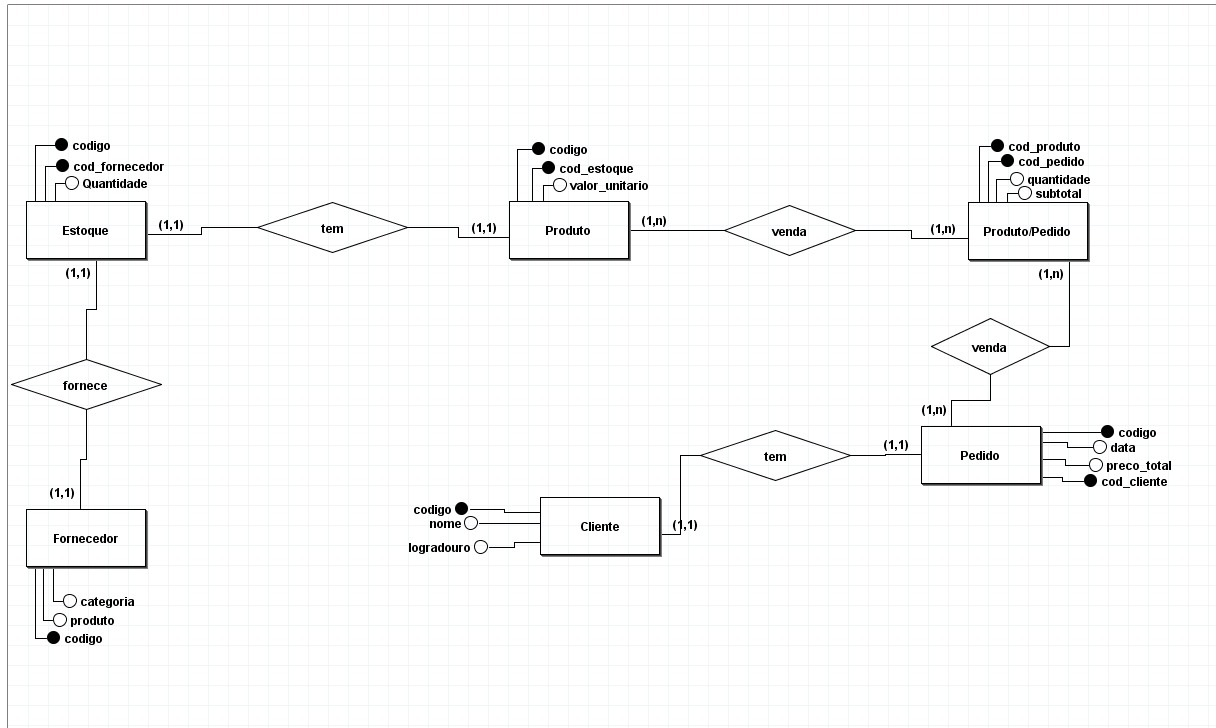 codigo
cod_fornecedor
Quantidade
Estoque
(1,1)
tem
(1,1)
codigo
cod_estoque
valor_unitario
Produto
(1,n)
venda
(1,n)
cod_produto
cod_pedido
quantidade
subtotal
Produto/Pedido
(1,n)
venda
(1,n)
(1,1)
fornece
(1,1)
Fornecedor
categoria
produto
codigo
codigo
nome
logradouro
Cliente
(1,1)
tem
(1,1)
Pedido
codigo
data
preco_total
cod_cliente